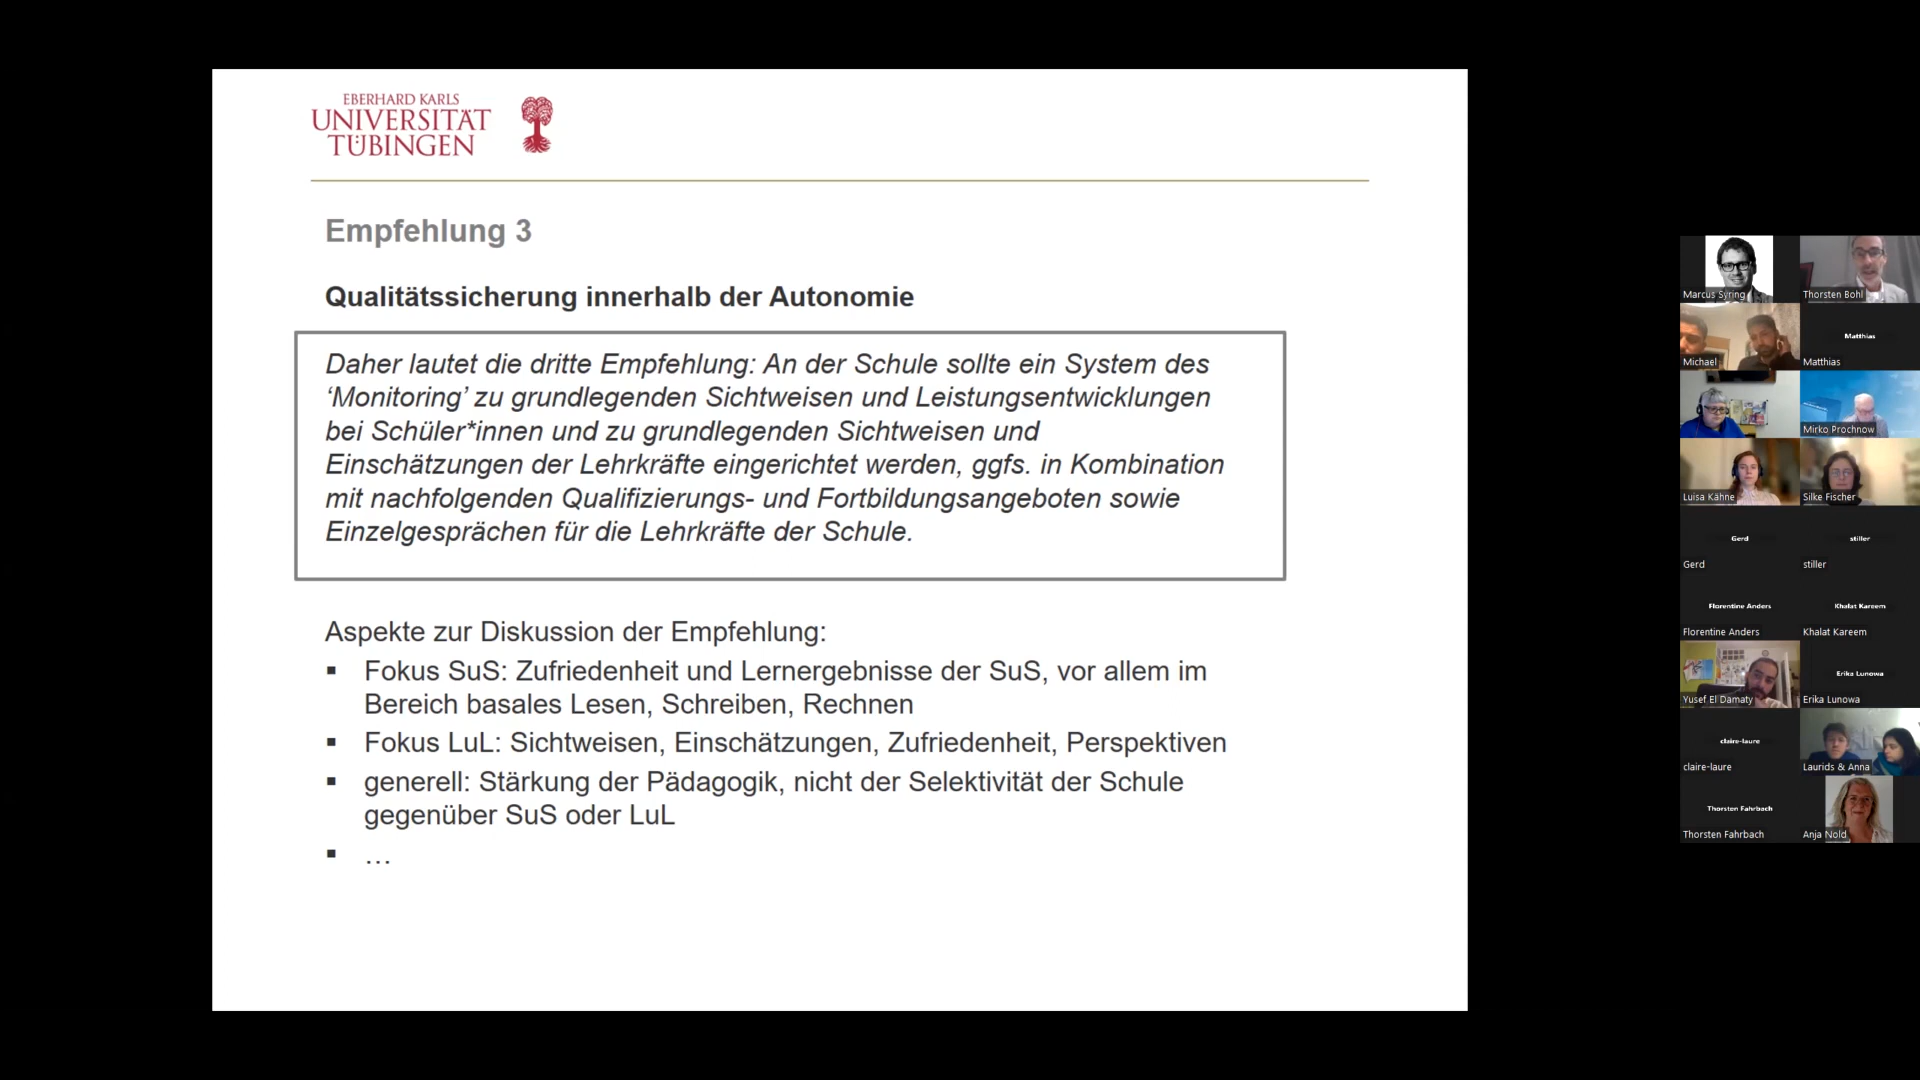 EBERHARD KARLS
UNIVERSITÄT
TÜBINGEN
Empfehlung 3
Qualitätssicherung innerhalb der Autonomie
Daher lautet die dritte Empfehlung: An der Schule sollte ein System des
‘Monitoring’ zu grundlegenden Sichtweisen und Leistungsentwicklungen
bei Schüler*innen und zu grundlegenden Sichtweisen und
Einschätzungen der Lehrkräfte eingerichtet werden, ggfs. in Kombination
mit nachfolgenden Qualifizierungs- und Fortbildungsangeboten sowie
Einzelgesprächen für die Lehrkräfte der Schule.
Aspekte zur Diskussion der Empfehlung:
▪ Fokus SuS: Zufriedenheit und Lernergebnisse der SuS, vor allem im
Bereich basales Lesen, Schreiben, Rechnen
▪ Fokus LuL: Sichtweisen, Einschätzungen, Zufriedenheit, Perspektiven
▪ generell: Stärkung der Pädagogik, nicht der Selektivität der Schule
gegenüber SuS oder LuL
▪ …
Marcus Syring
Thorsten Bohl
Michael
Matthias
Matthias
Mirko Prochnow
Luisa Kähne
Silke Fischer
Gerd
Gerd
stiller
stiller
Florentine Anders
Florentine Anders
Khalat Kareem
Khalat Kareem
Yusef El Damaty
Erika Lunowa
Erika Lunowa
claire-laure
claire-laure
Laurids & Anna
Thorsten Fahrbach
Thorsten Fahrbach
Anja Nold